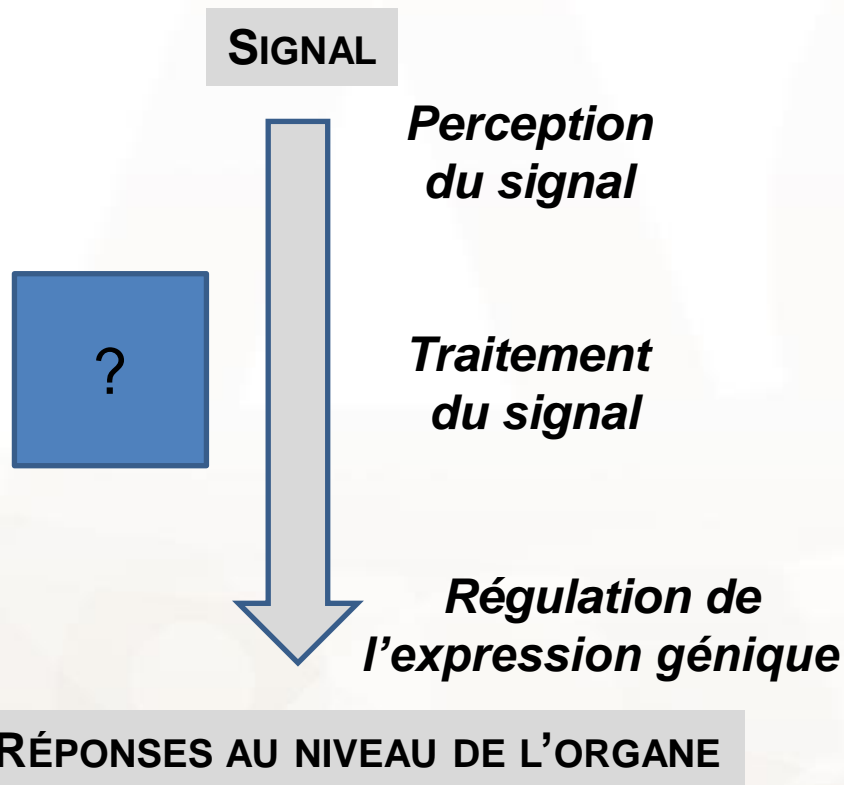 SIGNAL
Perception
du signal
?
Traitement
du signal
Régulation de
l'expression génique
RÉPONSES AU NIVEAU DE L'ORGANE